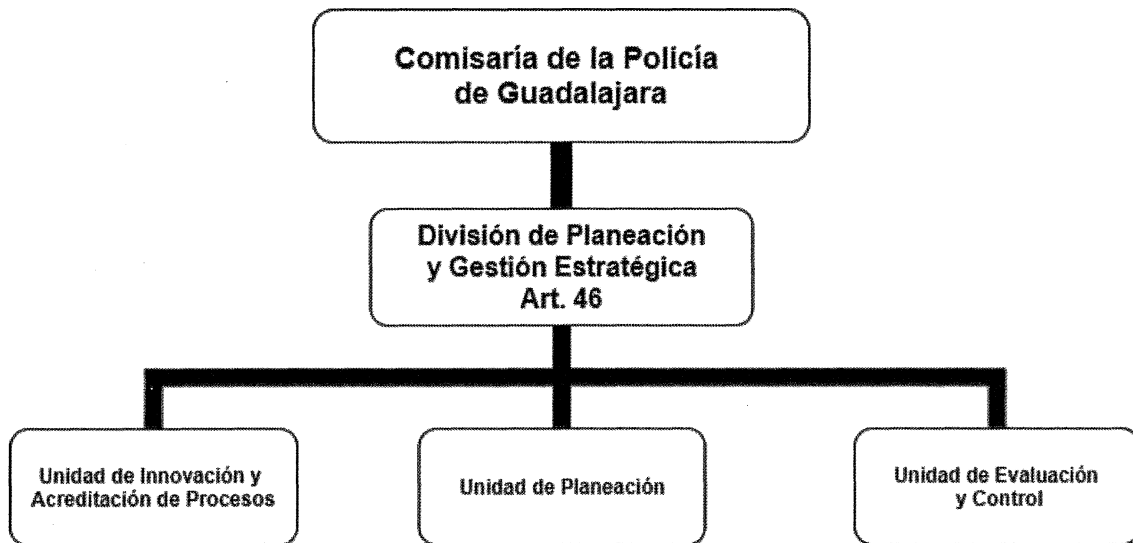 Comisaría de la Policía
de Guadalajara
División de Planeación
y Gestión Estratégica
Art. 46
Unidad de Innovación y
Acreditación de Procesos
Unidad de Planeación
Unidad de Evaluación
y Control